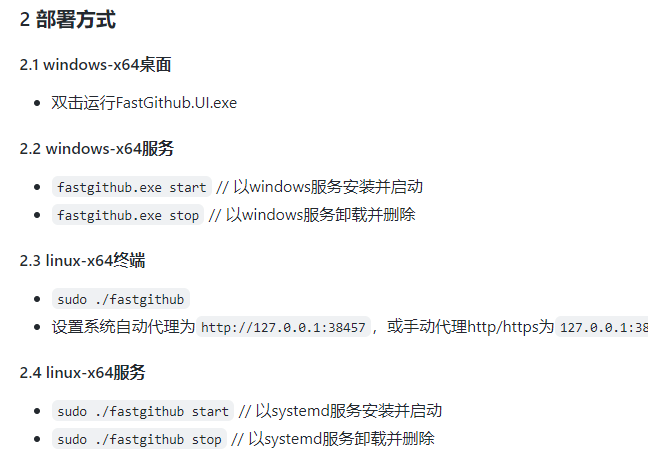 2 部署方式
2.1 windows-x64桌面
双击运行FastGithub.UI.exe
2.2 windows-x64服务
fastgithub.exe start // 以windows服务安装并启动
fastgithub.exe stop // 以windows服务卸载并删除
2.3 linux-x64终端
sudo ./fastgithub
设置系统自动代理为 http://127.0.0.1:38457，或手动代理http/https为 127.0.0.1:38
2.4 linux-x64服务
sudo ./fastgithub start // 以systemd服务安装并启动
sudo ./fastgithub stop // 以systemd服务卸载并删除